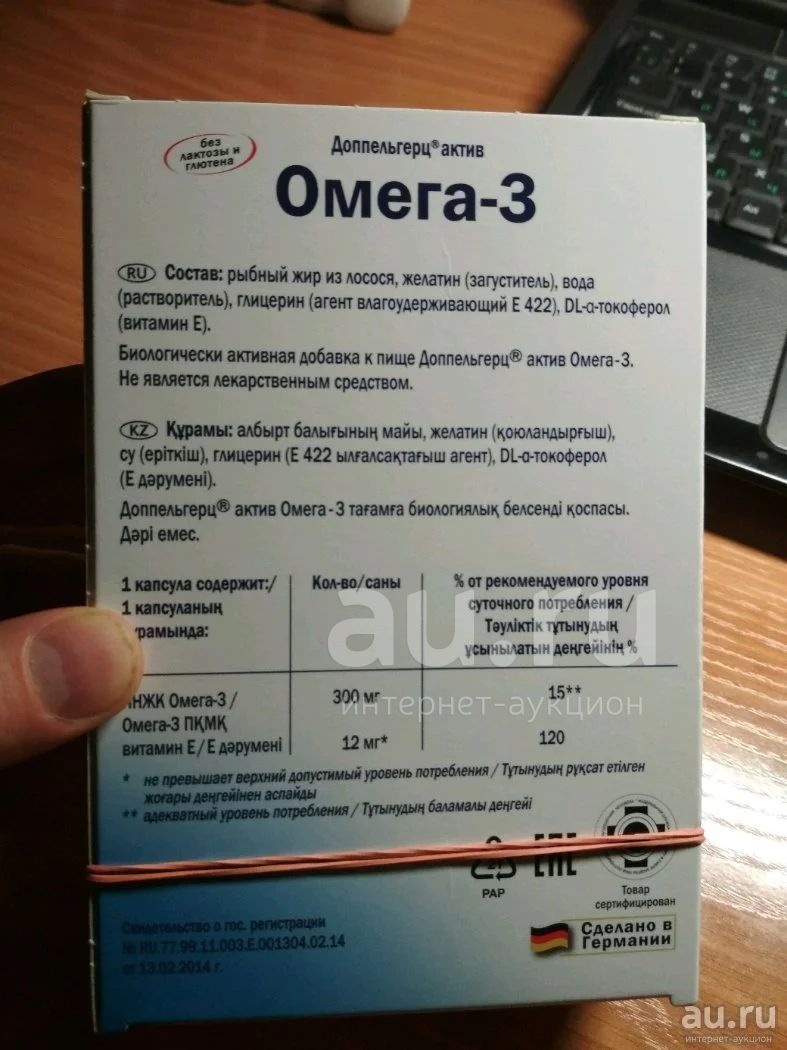 без
лактозы и
глютена
Доппельгерц® актив
Омега-3
RU Состав: рыбный жир из лосося, желатин (загуститель), вода
(растворитель), глицерин (агент влагоудерживающий Е 422), DL-α-токоферол
(витамин Е).
Биологически активная добавка к пище Доппельгерц® актив Омега-3.
Не является лекарственным средством.
KZ Құрамы: албырт балығының майы, желатин (қоюландырғыш),
су (еріткіш), глицерин (Е 422 ылғалсақтағыш агент), DL-α-токоферол
(Е дәрумені).
Доппельгерц® актив Омега-3 тағамға биологиялық белсенді қоспасы.
Дәрі емес.
1 капсула содержит:/
1 капсуланың
урамында:
Кол-во/саны
% от рекомендуемого уровня
суточного потребления /
Тәуліктік тұтынудың
ұсынылатын деңгейінің %
НЖК Омега-3 /
Омега-3 ПҚМҚ
300 мг
15**
витамин Е/Е дәрумені
12 мг*
120
* не превышает верхний допустимый уровень потребления / Тұтынудың рұқсат етілген
жоғары деңгейінен аспайды
** адекватный уровень потребления / Тұтынудың баламалы деңгейі
21
PAP
EAC
Товар
сертифицирован
Свидетельство о гос. регистрации
№ RU.77.99.11.003.Е.001304.02.14
от 13.02.2014 г.
Сделано в
Германии
au.ru
интернет-аукцион
au.ru
интернет-аукцион